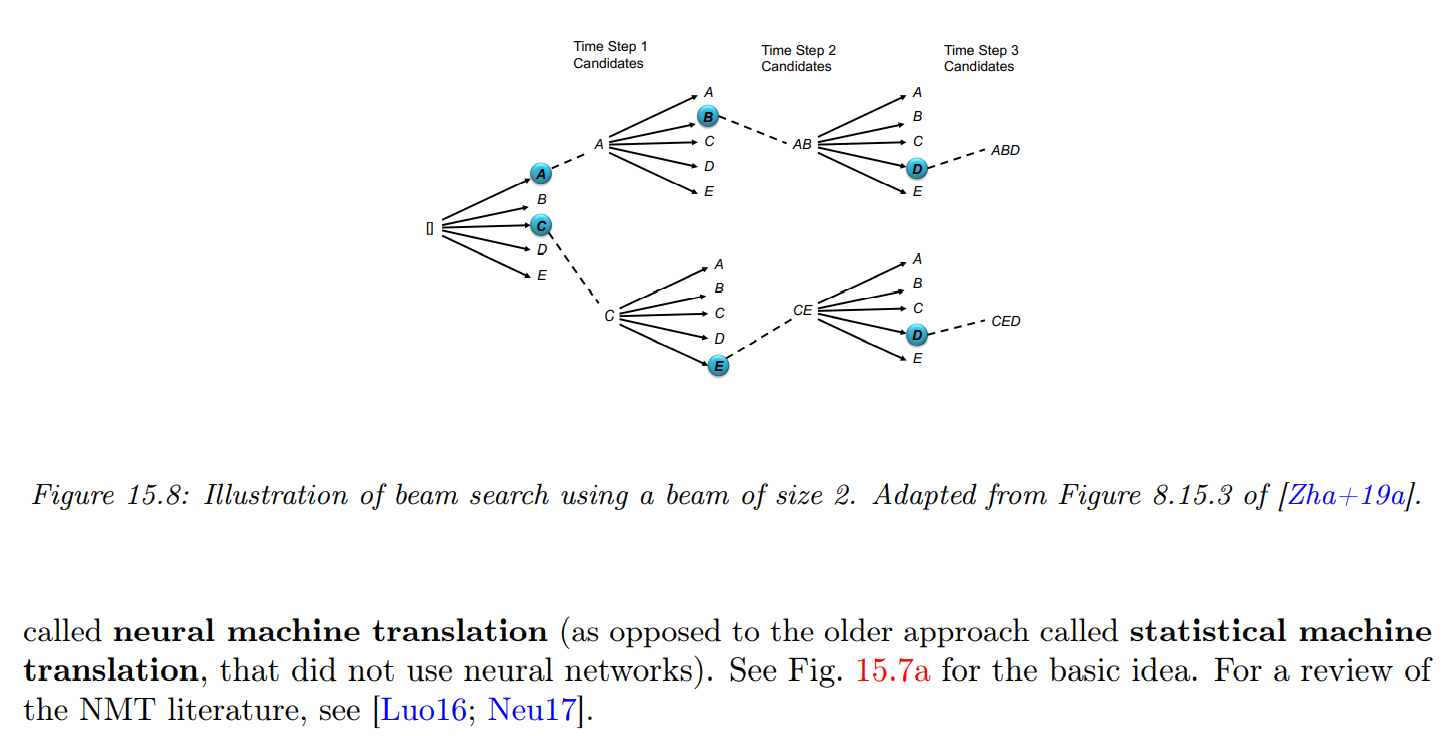 Time Step 1
Candidates
Time Step 2
Candidates
Time Step 3
Candidates
[]
A
B
C
D
E
A
A
B
C
D
E
C
A
B
C
D
E
AB
A
B
C
D
E
ABD
CE
A
B
C
D
E
CED
Figure 15.8: Illustration of beam search using a beam of size 2. Adapted from Figure 8.15.3 of [Zha+19a].
called neural machine translation (as opposed to the older approach called statistical machine
translation, that did not use neural networks). See Fig. 15.7a for the basic idea. For a review of
the NMT literature, see [Luo16; Neu17].